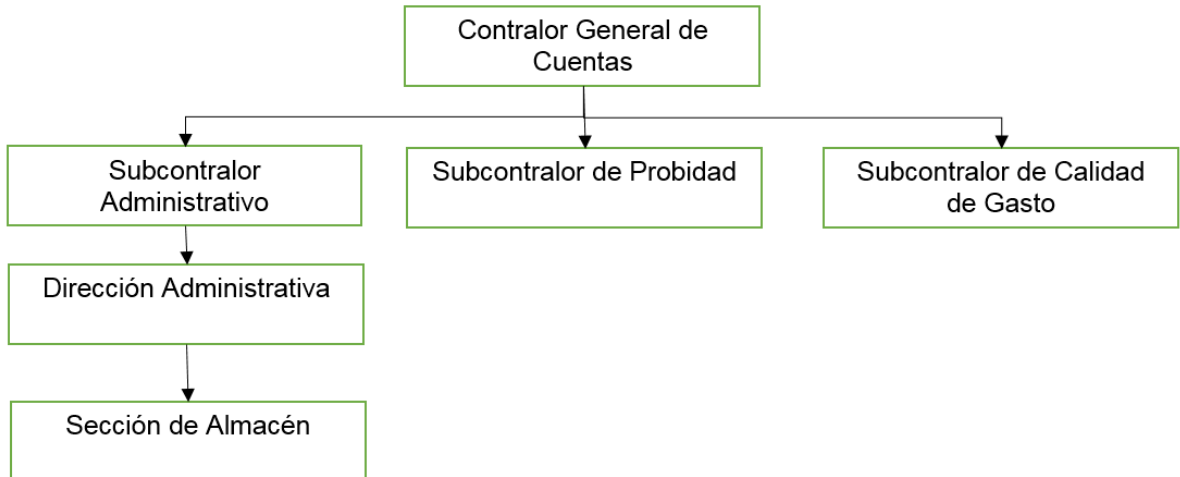 Contralor General de
Cuentas
Subcontralor
Administrativo
Subcontralor de Probidad
Subcontralor de Calidad
de Gasto
Dirección Administrativa
Sección de Almacén